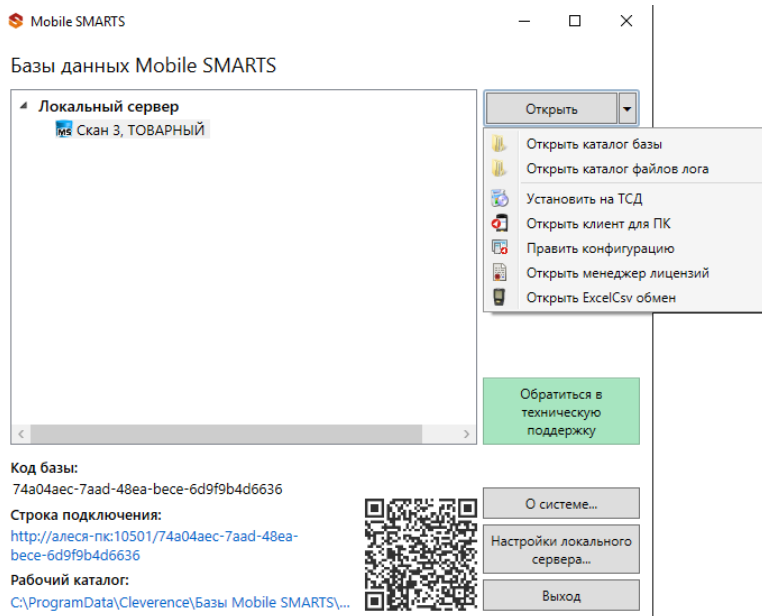 Mobile SMARTS
Базы данных Mobile SMARTS
Локальный сервер
MS Скан 3, ТОВАРНЫЙ
Открыть
Открыть каталог базы
Открыть каталог файлов лога
Установить на ТСД
Открыть клиент для ПК
Править конфигурацию
Открыть менеджер лицензий
Открыть ExcelCsv обмен
Обратиться в
техническую
поддержку
Код базы:
74a04aec-7aad-48ea-bece-6d9f9b4d6636
Строка подключения:
http://алеся-пк:10501/74a04aec-7aad-48ea-
bece-6d9f9b4d6636
Рабочий каталог:
C:\ProgramData\Cleverence\Базы Mobile SMARTS\...
О системе...
Настройки локального
сервера...
Выход